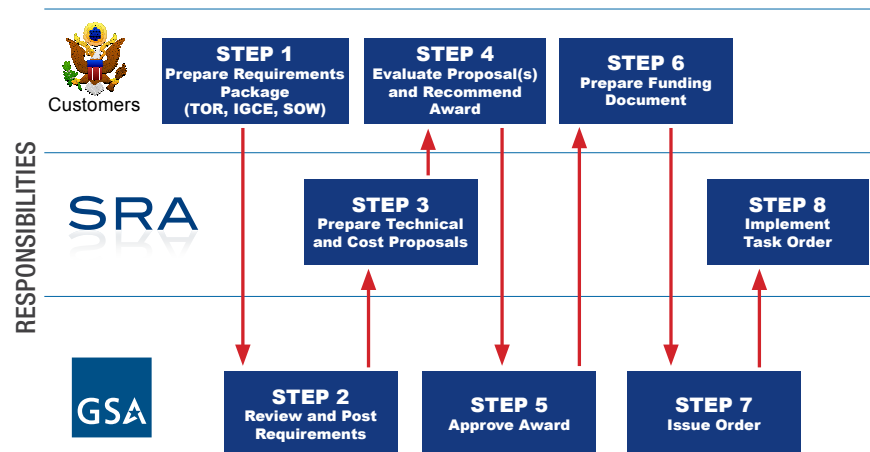 RESPONSIBILITIES
Customers
STEP 1
Prepare Requirements
Package
(TOR, IGCE, SOW)
STEP 4
Evaluate Proposal(s)
and Recommend
Award
STEP 6
Prepare Funding
Document
SRA
STEP 3
Prepare Technical
and Cost Proposals
STEP 8
Implement
Task Order
GSA
STEP 2
Review and Post
Requirements
STEP 5
Approve Award
STEP 7
Issue Order